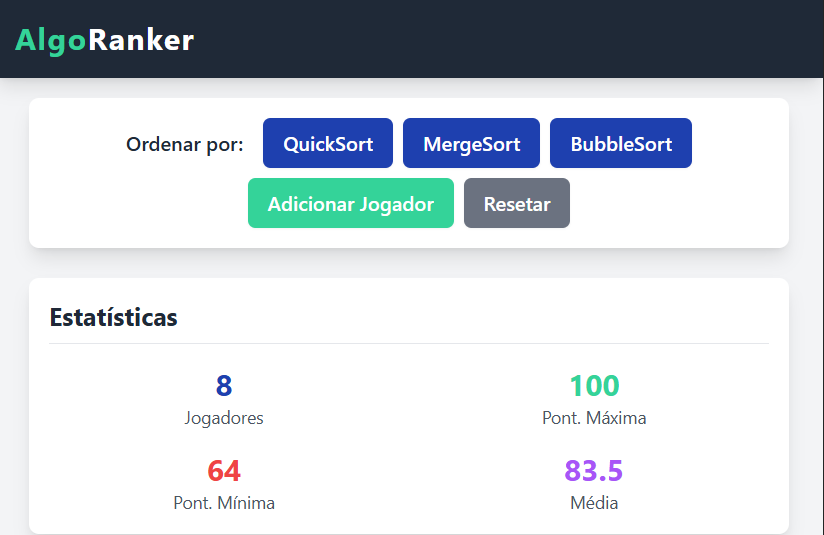 AlgoRanker
Ordenar por: QuickSort MergeSort BubbleSort
Adicionar Jogador Resetar
Estatísticas
8 100
Jogadores Pont. Máxima
64 83.5
Pont. Mínima Média